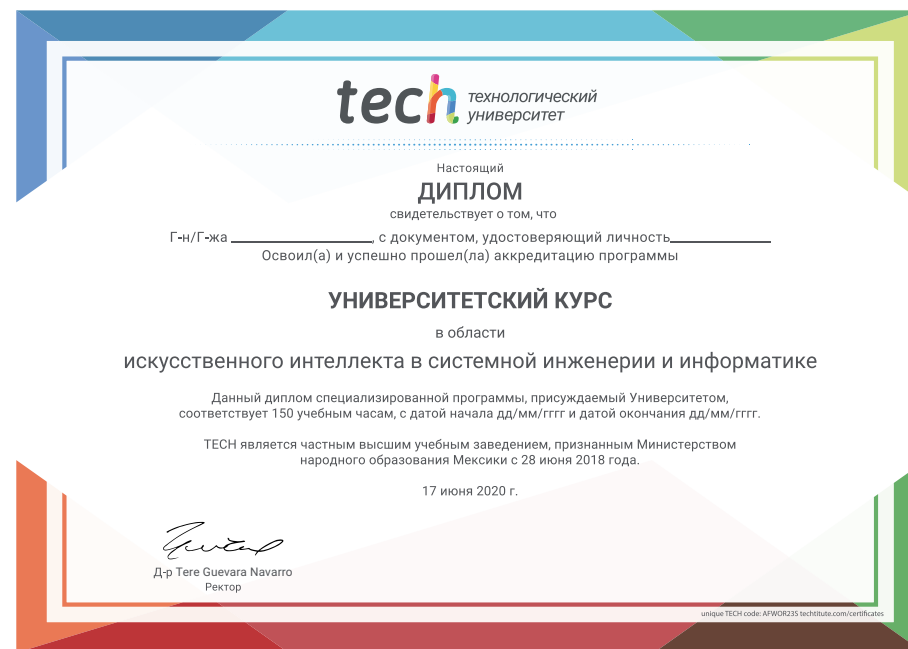 tech технологический
университет
Настоящий
ДИПЛОМ
свидетельствует о том, что
Г-н/Г-жа ____________________, с документом, удостоверяющий личность______________
Освоил(а) и успешно прошел(ла) аккредитацию программы
УНИВЕРСИТЕТСКИЙ КУРС
в области
искусственного интеллекта в системной инженерии и информатике
Данный диплом специализированной программы, присуждаемый Университетом,
соответствует 150 учебным часам, с датой начала дд/мм/гггг и датой окончания дд/мм/гггг.
TECH является частным высшим учебным заведением, признанным Министерством
народного образования Мексики с 28 июня 2018 года.
17 июня 2020 г.
Д-р Tere Guevara Navarro
Ректор
unique TECH code: AFWOR23S techtitute.com/certificates